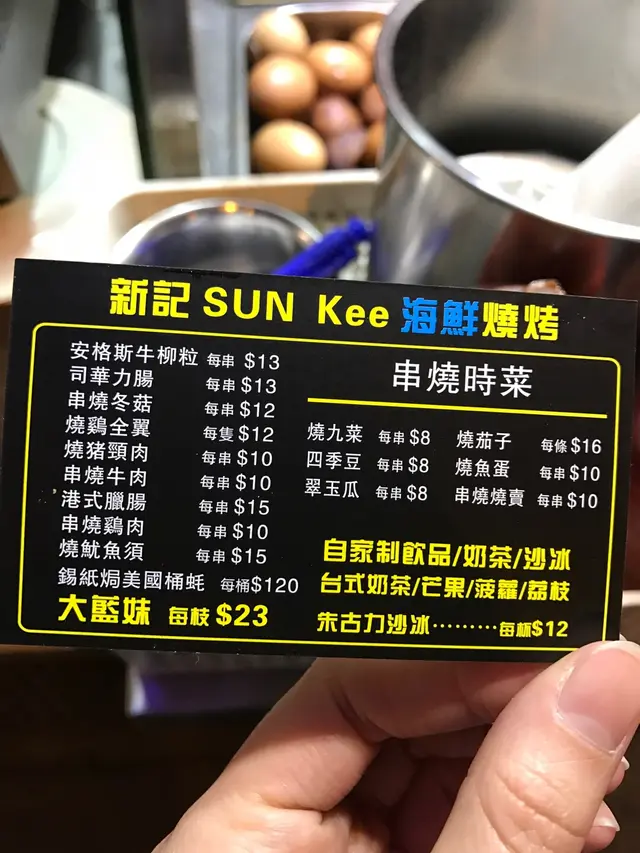 新記 SUN Kee 海鮮燒烤
安格斯牛柳粒 每串 $13
司華力腸 每串 $13
串燒冬菇 每串 $12
燒鷄全翼 每隻 $12
燒猪頸肉 每串 $10
串燒牛肉 每串 $10
港式臘腸 每串 $15
串燒鷄肉 每串 $10
燒魷魚須 每串 $15
錫紙焗美國桶蚝 每桶 $120
大藍妹 每枝 $23
串燒時菜
燒九菜 每串 $8 燒茄子 每條 $16
四季豆 每串 $8 燒魚蛋 每串 $10
翠玉瓜 每串 $8 串燒燒賣 每串 $10
自家制飲品/奶茶/沙冰
台式奶茶/芒果/菠蘿/荔枝
朱古力沙冰………每杯$12